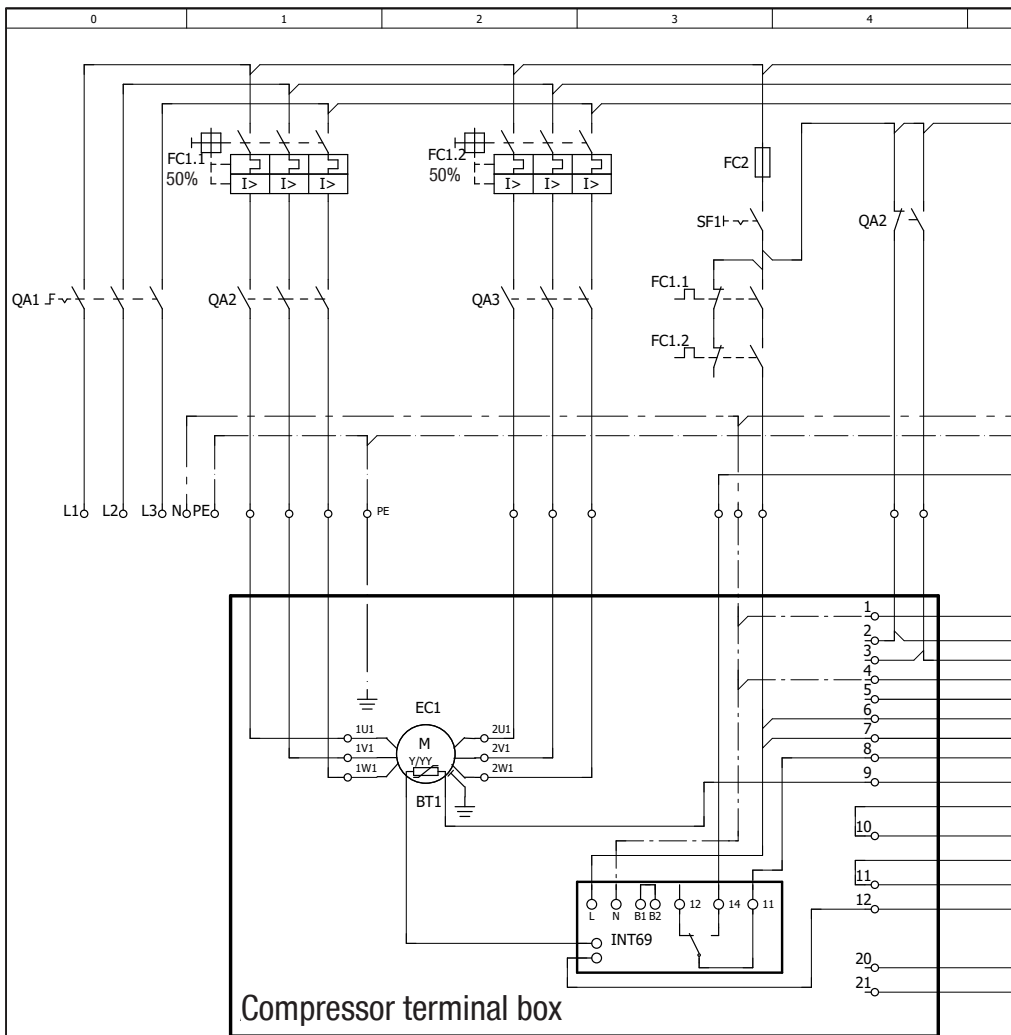 0 1 2 3 4
FC1.1
50%
I> I> I>
FC1.2
50%
I> I> I>
FC2
SF1
QA2
QA1
QA2
QA3
FC1.1
FC1.2
L1 L2 L3 N PE
PE
1
2
3
4
5
6
7
8
9
10
11
12
20
21
EC1
1U1
1V1
1W1
M
Y/YY
2U1
2V1
2W1
BT1
L N B1 B2 12 14 11
INT69
Compressor terminal box